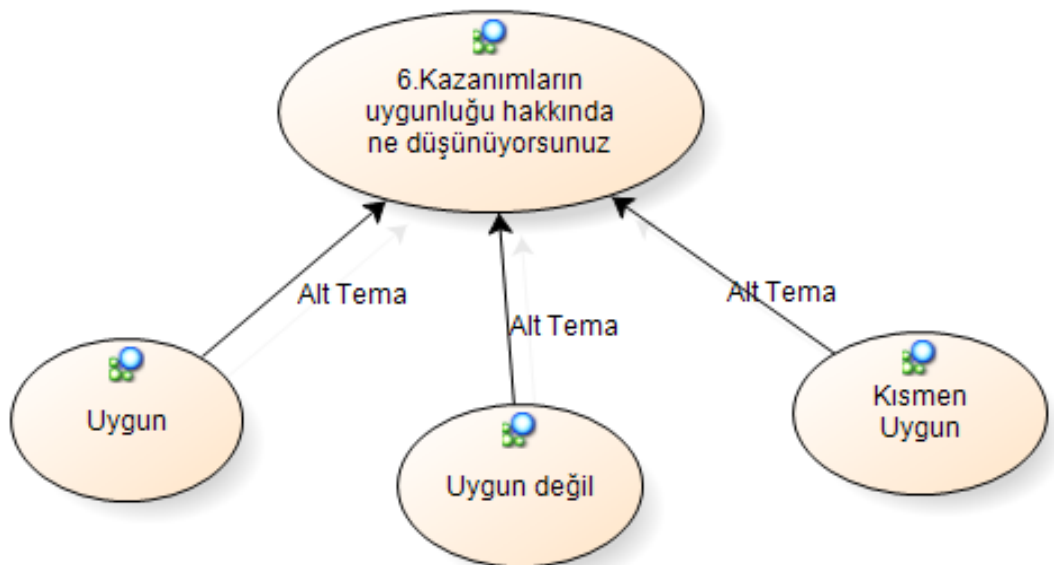 6.Kazanımların
uygunluğu hakkında
ne düşünüyorsunuz
Alt Tema
Alt Tema
Alt Tema
Uygun
Uygun değil
Kısmen
Uygun